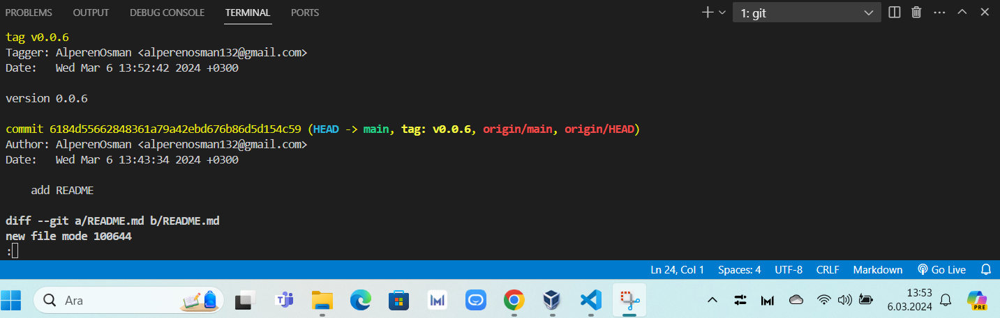 PROBLEMS OUTPUT DEBUG CONSOLE TERMINAL PORTS 1: git
tag v0.0.6
Tagger: AlperenOsman <alperenosman132@gmail.com>
Date:   Wed Mar 6 13:52:42 2024 +0300
version 0.0.6
commit 6184d55662848361a79a42ebd676b86d5d154c59 (HEAD -> main, tag: v0.0.6, origin/main, origin/HEAD)
Author: AlperenOsman <alperenosman132@gmail.com>
Date:   Wed Mar 6 13:43:34 2024 +0300
    add README
diff --git a/README.md b/README.md
new file mode 100644
:
Ln 24, Col 1 Spaces: 4 UTF-8 CRLF Markdown Go Live
Ara 13:53
6.03.2024
PRE